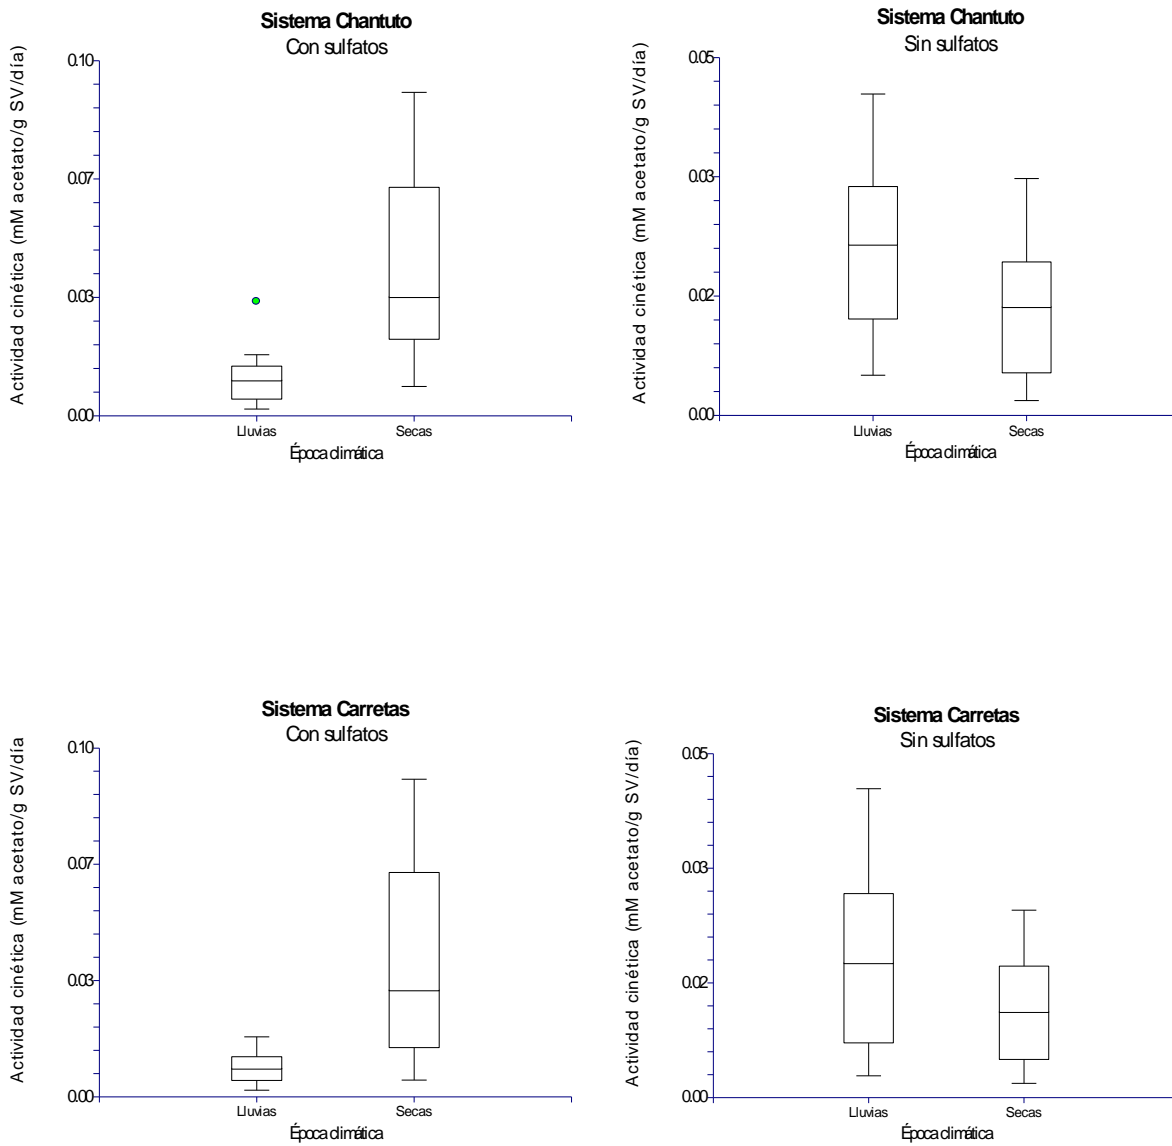 Sistema Chantuto
Con sulfatos
Actividad cinética (mM acetato/g SV/día)
0.10
0.07
0.03
0.00
Lluvias Secas
Época climática
Sistema Chantuto
Sin sulfatos
Actividad cinética (mM acetato/g SV/día)
0.05
0.03
0.02
0.00
Lluvias Secas
Época climática
Sistema Carretas
Con sulfatos
Actividad cinética (mM acetato/g SV/día
0.10
0.07
0.03
0.00
Lluvias Secas
Época climática
Sistema Carretas
Sin sulfatos
Actividad cinética (mM acetato/g SV/día)
0.05
0.03
0.02
0.00
Lluvias Secas
Época climática